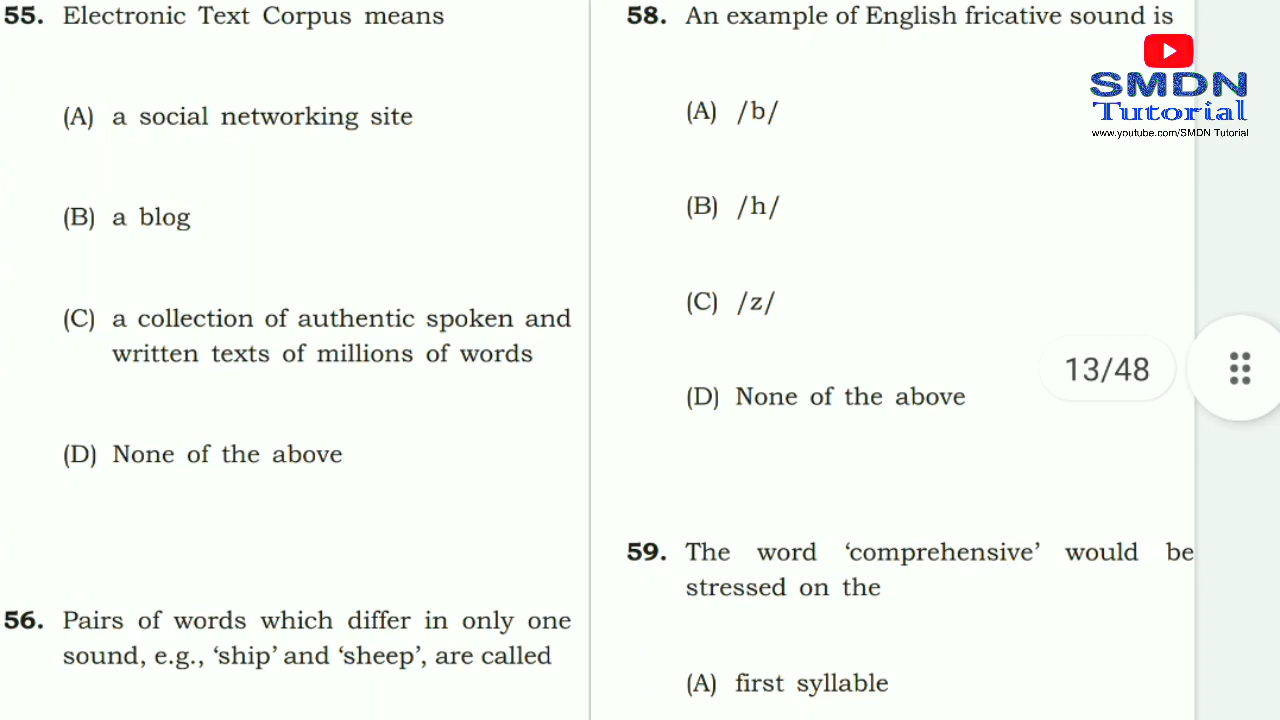 55. Electronic Text Corpus means
(A) a social networking site
(B) a blog
(C) a collection of authentic spoken and
written texts of millions of words
(D) None of the above
56. Pairs of words which differ in only one
sound, e.g., ‘ship’ and ‘sheep’, are called
58. An example of English fricative sound is
(A) /b/
(B) /h/
(C) /z/
(D) None of the above
59. The word ‘comprehensive’ would be
stressed on the
(A) first syllable
SMDN
Tutorial
www.youtube.com/SMDN Tutorial
13/48